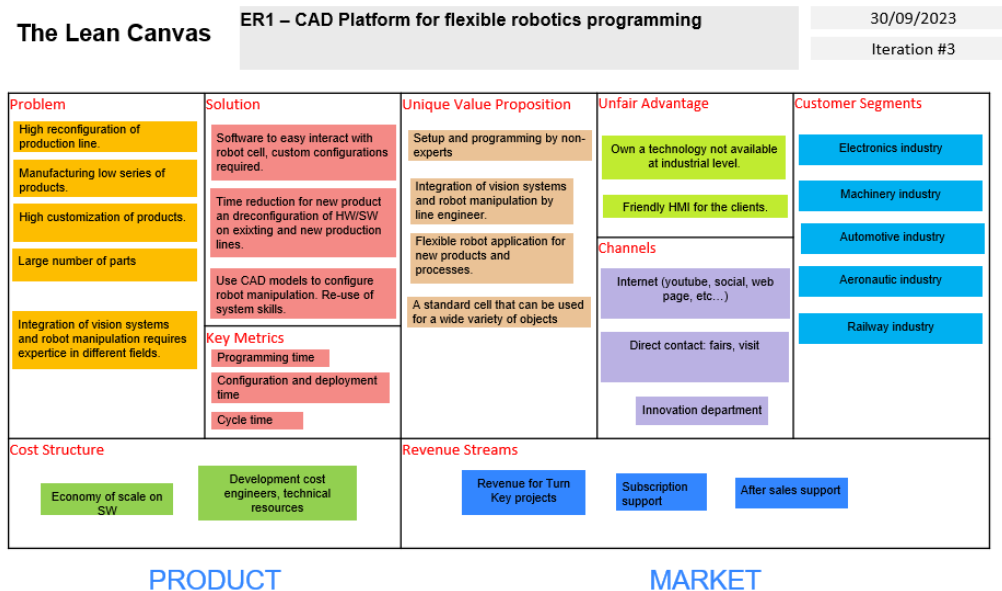 The Lean Canvas
ER1 – CAD Platform for flexible robotics programming
30/09/2023
Iteration #3
Problem
High reconfiguration of
production line.
Manufacturing low series of
products.
High customization of products.
Large number of parts
Integration of vision systems
and robot manipulation requires
expertice in different fields.
Solution
Software to easy interact with
robot cell, custom configurations
required.
Time reduction for new product
an dreconfiguration of HW/SW
on exixting and new production
lines.
Use CAD models to configure
robot manipulation. Re-use of
system skills.
Key Metrics
Programming time
Configuration and deployment
time
Cycle time
Unique Value Proposition
Setup and programming by non-
experts
Integration of vision systems
and robot manipulation by
line engineer.
Flexible robot application for
new products and
processes.
A standard cell that can be used
for a wide variety of objects
Unfair Advantage
Own a technology not available
at industrial level.
Friendly HMI for the clients.
Channels
Internet (youtube, social, web
page, etc…)
Direct contact: fairs, visit
Innovation department
Customer Segments
Electronics industry
Machinery industry
Automotive industry
Aeronautic industry
Railway industry
Cost Structure
Economy of scale on
SW
Development cost
engineers, technical
resources
Revenue Streams
Revenue for Turn
Key projects
Subscription
support
After sales support
PRODUCT
MARKET